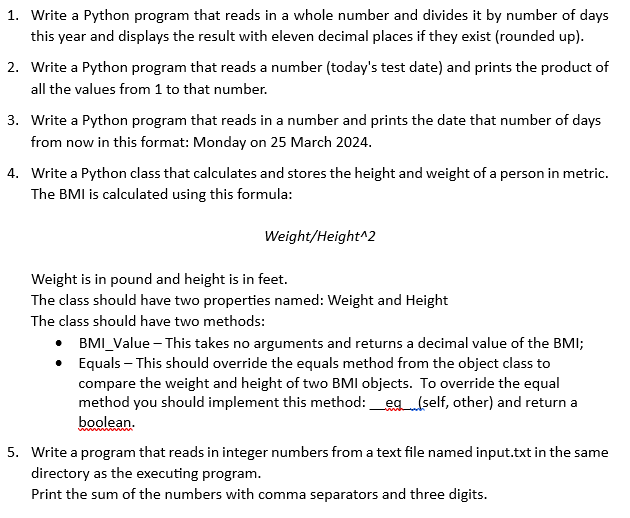 1. Write a Python program that reads in a whole number and divides it by number of days
this year and displays the result with eleven decimal places if they exist (rounded up).
2. Write a Python program that reads a number (today's test date) and prints the product of
all the values from 1 to that number.
3. Write a Python program that reads in a number and prints the date that number of days
from now in this format: Monday on 25 March 2024.
4. Write a Python class that calculates and stores the height and weight of a person in metric.
The BMI is calculated using this formula:
Weight/Height^2
Weight is in pound and height is in feet.
The class should have two properties named: Weight and Height
The class should have two methods:
• BMI_Value – This takes no arguments and returns a decimal value of the BMI;
• Equals – This should override the equals method from the object class to
compare the weight and height of two BMI objects. To override the equal
method you should implement this method: __eq__(self, other) and return a
boolean.
5. Write a program that reads in integer numbers from a text file named input.txt in the same
directory as the executing program.
Print the sum of the numbers with comma separators and three digits.